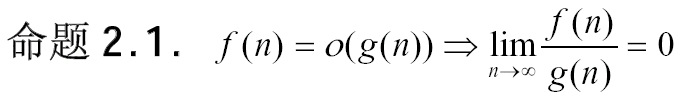 命题 2.1. f(n) = o(g(n)) ⇒ lim_{n→∞} f(n)/g(n) = 0